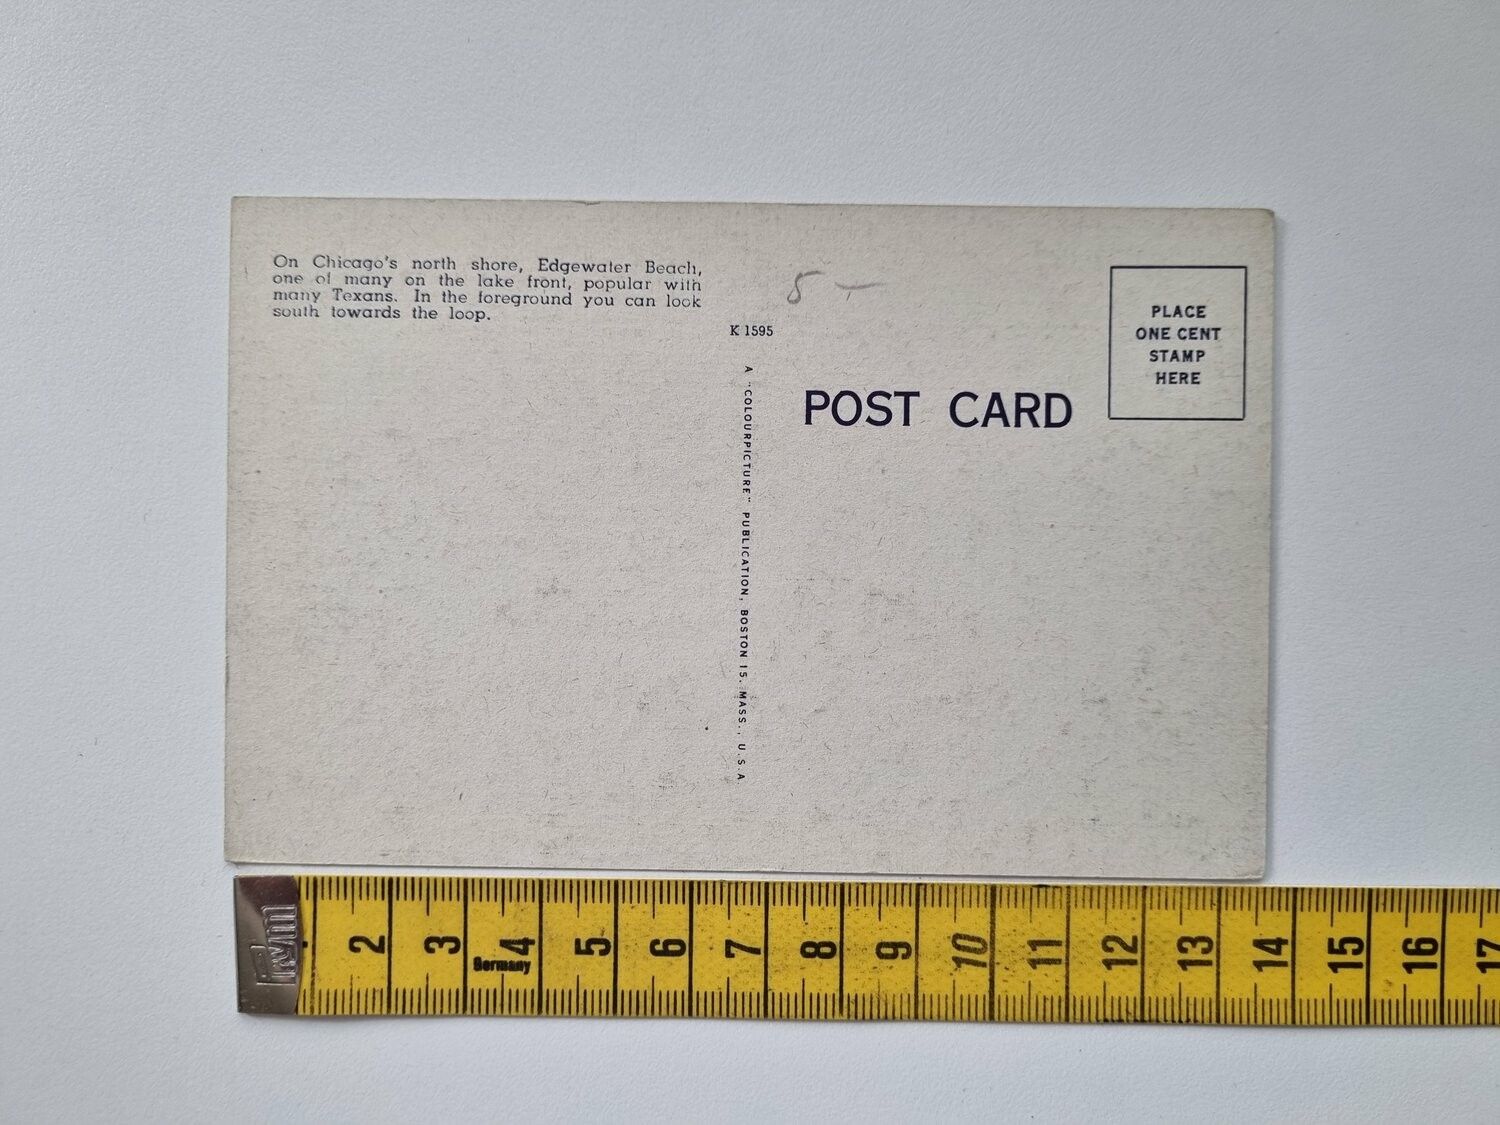 On Chicago's north shore, Edgewater Beach,
one of many on the lake front, popular with
many Texans. In the foreground you can look
south towards the loop.
5 –
K 1595
A "COLOURPICTURE" PUBLICATION, BOSTON 15, MASS., U.S.A.
POST CARD
PLACE
ONE CENT
STAMP
HERE
Prym
2 3 4 5 6 7 8 9 10 11 12 13 14 15 16 17
Germany